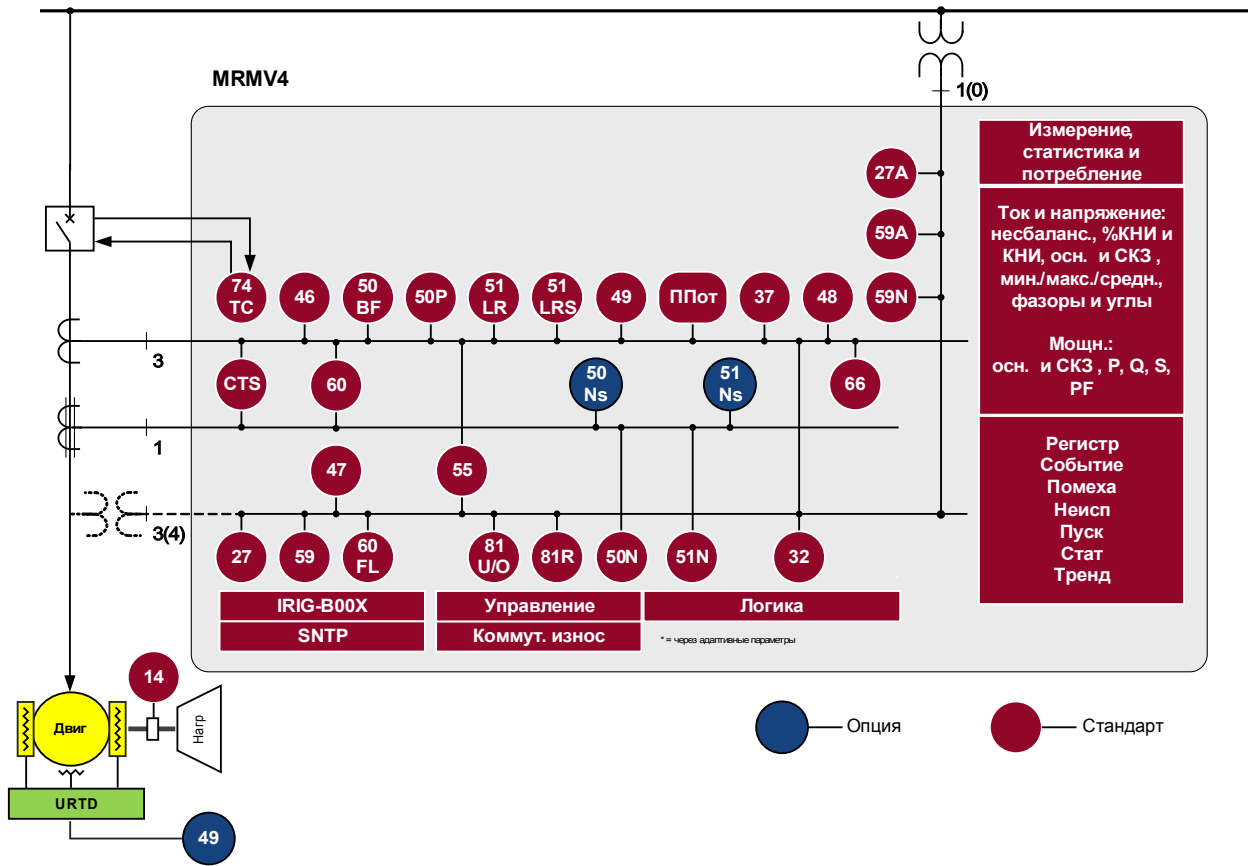 MRMV4
1(0)
27A
59A
59N
74
TC
46
50
BF
50P
51
LR
51
LRS
49
ППот
37
48
3
CTS
60
50
Ns
51
Ns
66
1
47
55
3(4)
27
59
60
FL
81
U/O
81R
50N
51N
32
IRIG-B00X
SNTP
Управление
Коммут. износ
Логика
* = через адаптивные параметры
Измерение,
статистика и
потребление
Ток и напряжение:
несбаланс., %КНИ и
КНИ, осн. и СКЗ ,
мин./макс./средн.,
фазоры и углы
Мощн.:
осн. и СКЗ , P, Q, S,
PF
Регистр
Событие
Помеха
Неисп
Пуск
Стат
Тренд
14
Двиг
Нагр
URTD
49
Опция
Стандарт